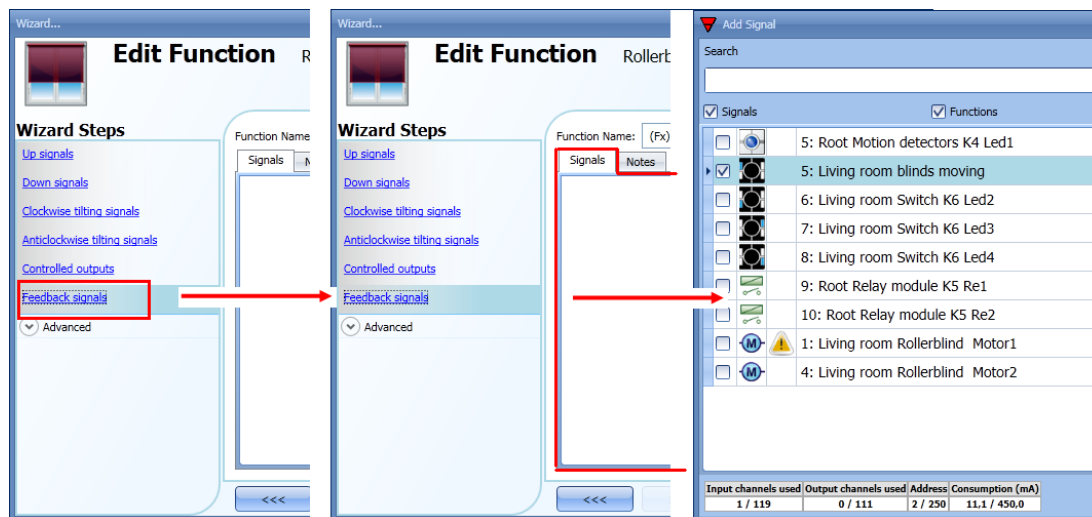 Wizard...
Edit Function R
Wizard Steps
Up signals
Down signals
Clockwise tilting signals
Anticlockwise tilting signals
Controlled outputs
Feedback signals
Advanced
Function Name
Signals N
<<<
Wizard...
Edit Function Rollerb
Wizard Steps
Up signals
Down signals
Clockwise tilting signals
Anticlockwise tilting signals
Controlled outputs
Feedback signals
Advanced
Function Name: (Fx)
Signals Notes
<<<
Add Signal
Search
Signals Functions
5: Root Motion detectors K4 Led1
5: Living room blinds moving
6: Living room Switch K6 Led2
7: Living room Switch K6 Led3
8: Living room Switch K6 Led4
9: Root Relay module K5 Re1
10: Root Relay module K5 Re2
M 1: Living room Rollerblind Motor1
M 4: Living room Rollerblind Motor2
Input channels used Output channels used Address Consumption (mA)
1 / 119 0 / 111 2 / 250 11,1 / 450,0